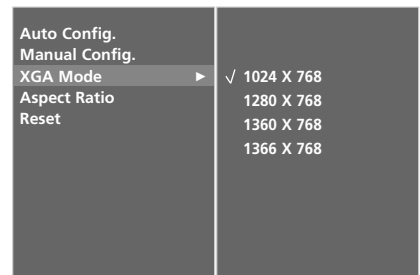 Auto Config.
Manual Config.
XGA Mode ►
Aspect Ratio
Reset
√ 1024 X 768
1280 X 768
1360 X 768
1366 X 768